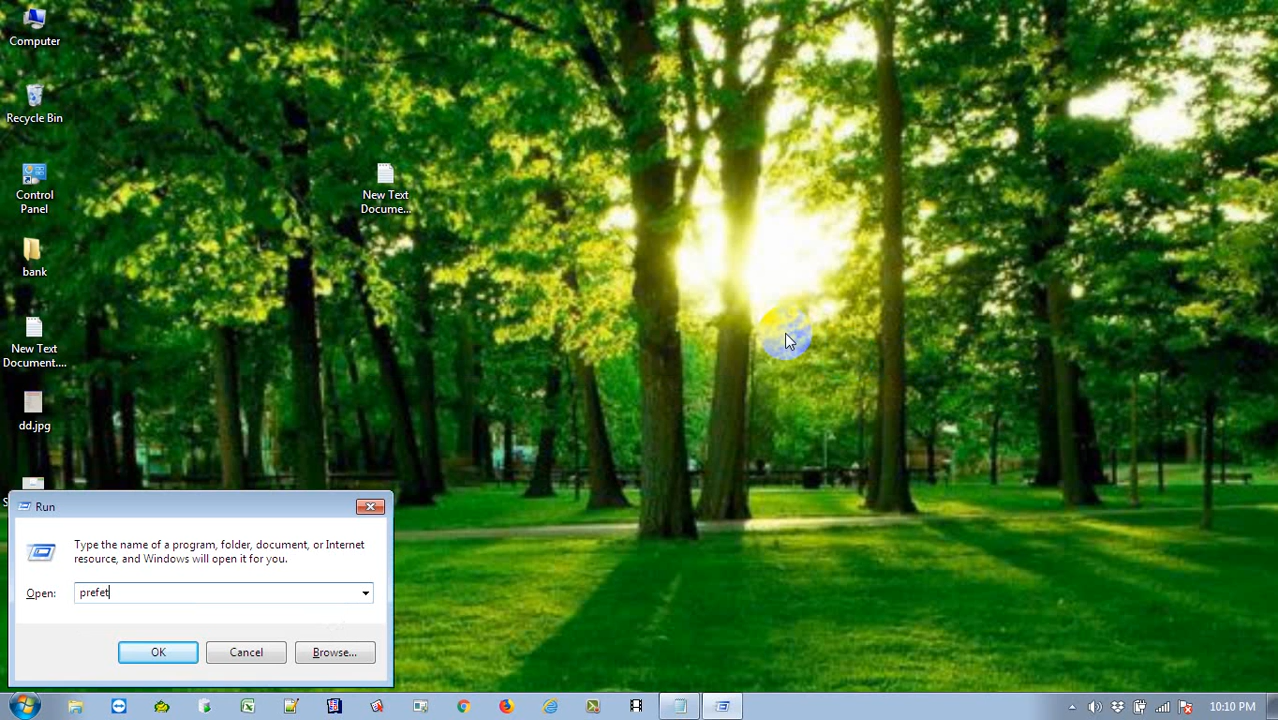 Computer
Recycle Bin
Control
Panel
bank
New Text
Document....
dd.jpg
New Text
Docume...
Run
Type the name of a program, folder, document, or Internet
resource, and Windows will open it for you.
Open:
prefet
OK
Cancel
Browse...
10:10 PM